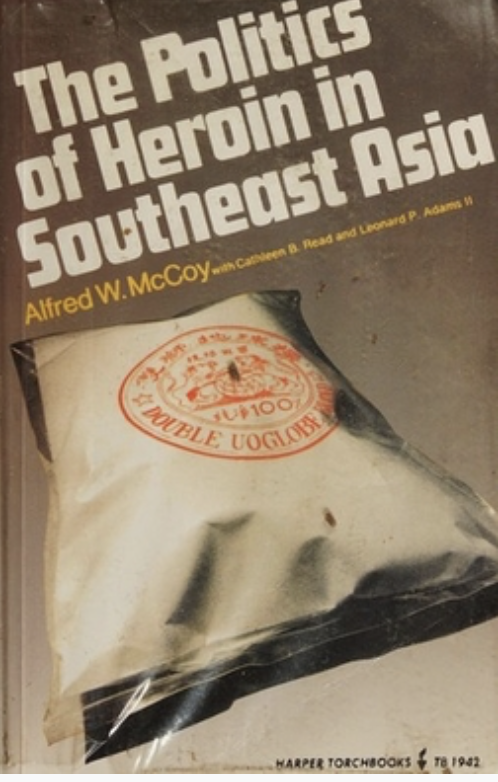 The Politics
of Heroin in
Southeast Asia
Alfred W. McCoy with Cathleen B. Read and Leonard P. Adams II
100
DOUBLE UOGLOBE
HARPER TORCHBOOKS TB 1942